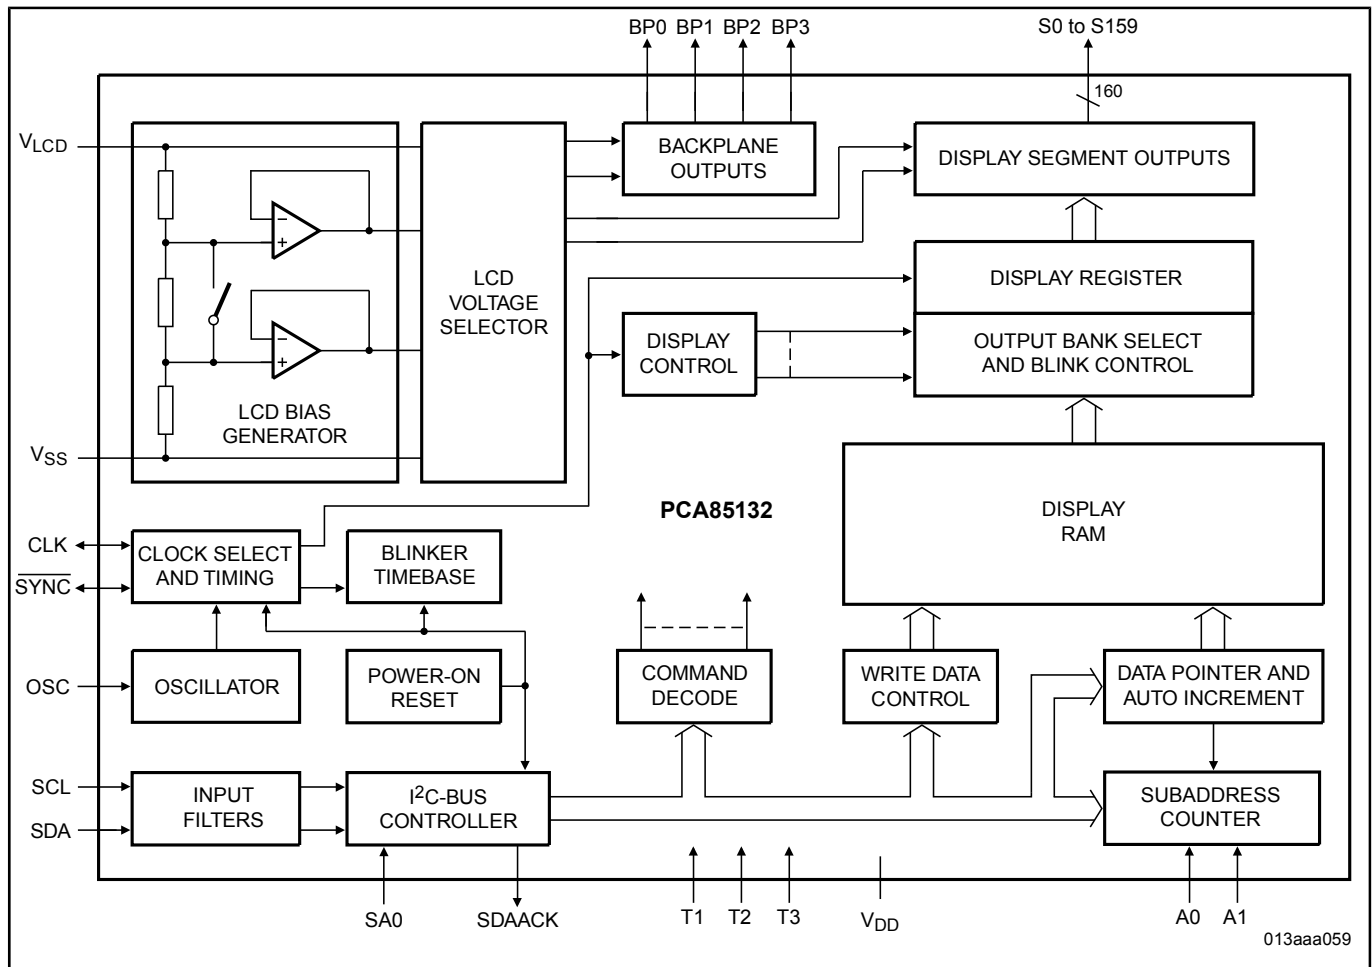 BP0 BP1 BP2 BP3
S0 to S159
160
VLCD
BACKPLANE
OUTPUTS
DISPLAY SEGMENT OUTPUTS
−
+
LCD
VOLTAGE
SELECTOR
DISPLAY REGISTER
−
+
DISPLAY
CONTROL
OUTPUT BANK SELECT
AND BLINK CONTROL
LCD BIAS
GENERATOR
VSS
PCA85132
DISPLAY
RAM
CLK
SYNC
CLOCK SELECT
AND TIMING
BLINKER
TIMEBASE
OSC
OSCILLATOR
POWER-ON
RESET
COMMAND
DECODE
WRITE DATA
CONTROL
DATA POINTER AND
AUTO INCREMENT
SCL
SDA
INPUT
FILTERS
I2C-BUS
CONTROLLER
SUBADDRESS
COUNTER
SA0
SDAACK
T1 T2 T3
VDD
A0 A1
013aaa059